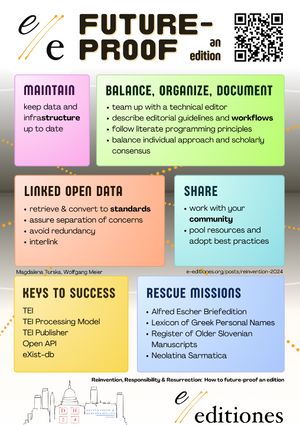 e
e
FUTURE-
PROOF
an
edition
MAINTAIN
keep data and
infrastructure
up to date
BALANCE, ORGANIZE, DOCUMENT
• team up with a technical editor
• describe editorial guidelines and workflows
• follow literate programming principles
• balance individual approach and scholarly
consensus
LINKED OPEN DATA
• retrieve & convert to standards
• assure separation of concerns
• avoid redundancy
• interlink
SHARE
• work with your
community
• pool resources and
adopt best practices
Magdalena Turska, Wolfgang Meier
e-editiones.org/posts/reinvention-2024
KEYS TO SUCCESS
TEI
TEI Processing Model
TEI Publisher
Open API
eXist-db
RESCUE MISSIONS
• Alfred Escher Briefedition
• Lexicon of Greek Personal Names
• Register of Older Slovenian
Manuscripts
• Neolatina Sarmatica
Reinvention, Responsibility & Resurrection: How to future-proof an edition
e
editiones